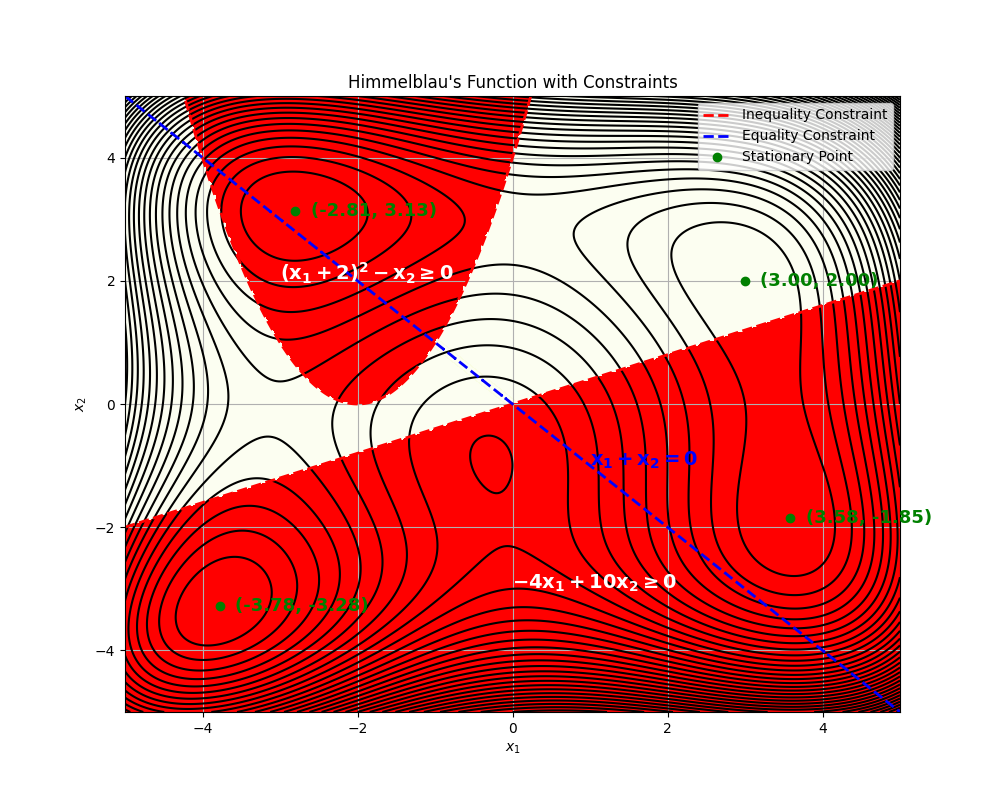 Himmelblau's Function with Constraints
Inequality Constraint
Equality Constraint
Stationary Point
(-2.81, 3.13)
(x₁ + 2)² − x₂ ≥ 0
(3.00, 2.00)
x₁ + x₂ = 0
(3.58, -1.85)
−4x₁ + 10x₂ ≥ 0
(-3.78, -3.28)
4
2
0
−2
−4
x₂
−4
−2
0
2
4
x₁